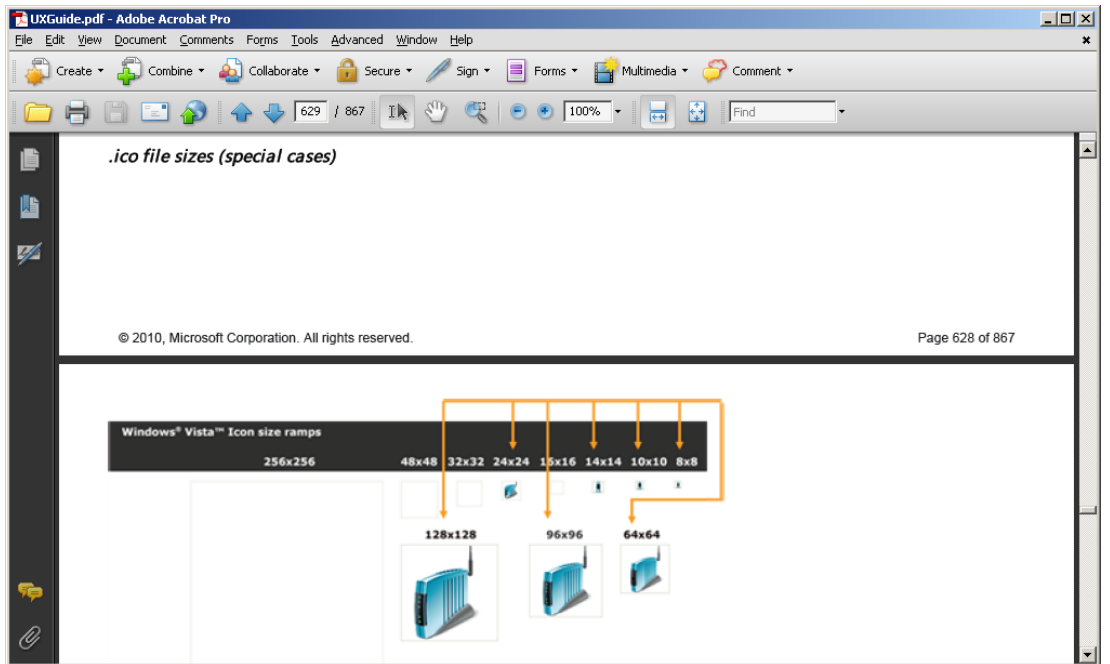 UXGuide.pdf - Adobe Acrobat Pro
File Edit View Document Comments Forms Tools Advanced Window Help
Create Combine Collaborate Secure Sign Forms Multimedia Comment
629 / 867 100% Find
.ico file sizes (special cases)
© 2010, Microsoft Corporation. All rights reserved. Page 628 of 867
Windows® Vista™ Icon size ramps
256x256 48x48 32x32 24x24 16x16 14x14 10x10 8x8
128x128 96x96 64x64